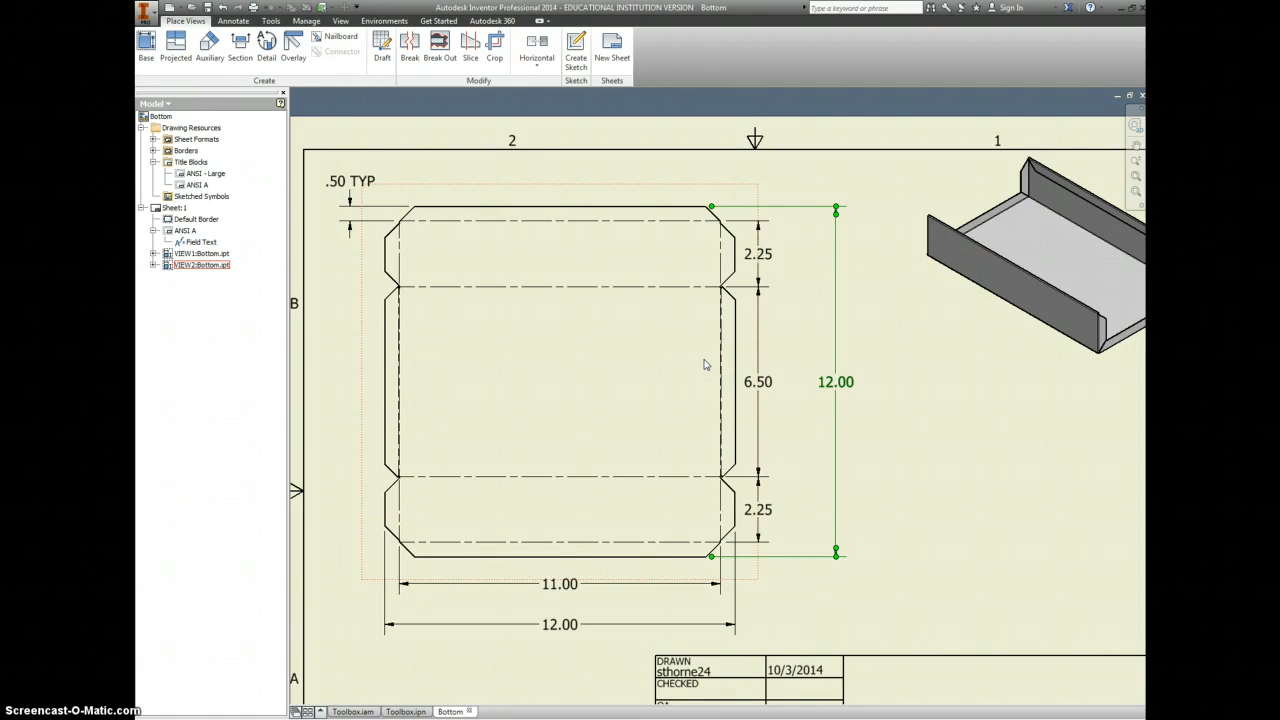 Autodesk Inventor Professional 2014 - EDUCATIONAL INSTITUTION VERSION Bottom
Type a keyword or phrase
Sign In
PRO
Place Views Annotate Tools Manage View Environments Get Started Autodesk 360
Base Projected Auxiliary Section Detail Overlay
Nailboard
Connector
Draft
Break Break Out Slice Crop
Horizontal
Create
Sketch
New Sheet
Create Modify Sketch Sheets
Model
Bottom
Drawing Resources
Sheet Formats
Borders
Title Blocks
ANSI - Large
ANSI A
Sketched Symbols
Sheet:1
Default Border
ANSI A
Field Text
VIEW1:Bottom.ipt
VIEW2:Bottom.ipt
2 1
.50 TYP
2.25
B
6.50 12.00
2.25
11.00
12.00
A
DRAWN
sthorne24 10/3/2014
CHECKED
Toolbox.iam Toolbox.ipn Bottom
Screencast-O-Matic.com